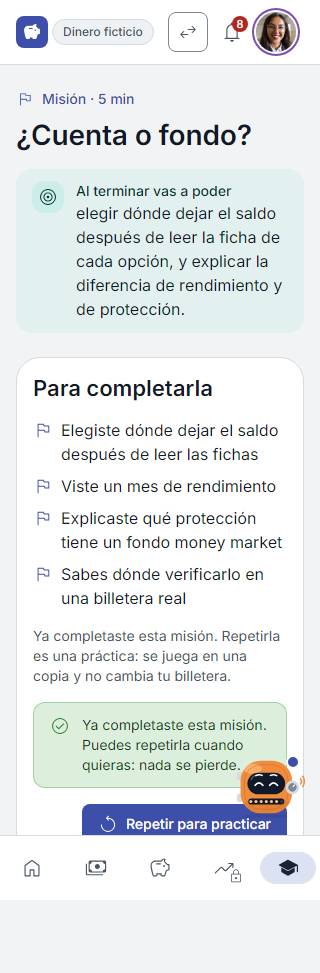 Dinero ficticio
8
Misión · 5 min
¿Cuenta o fondo?
Al terminar vas a poder
elegir dónde dejar el saldo
después de leer la ficha de
cada opción, y explicar la
diferencia de rendimiento y
de protección.
Para completarla
Elegiste dónde dejar el saldo
después de leer las fichas
Viste un mes de rendimiento
Explicaste qué protección
tiene un fondo money market
Sabes dónde verificarlo en
una billetera real
Ya completaste esta misión. Repetirla
es una práctica: se juega en una
copia y no cambia tu billetera.
Ya completaste esta misión.
Puedes repetirla cuando
quieras: nada se pierde.
Repetir para practicar